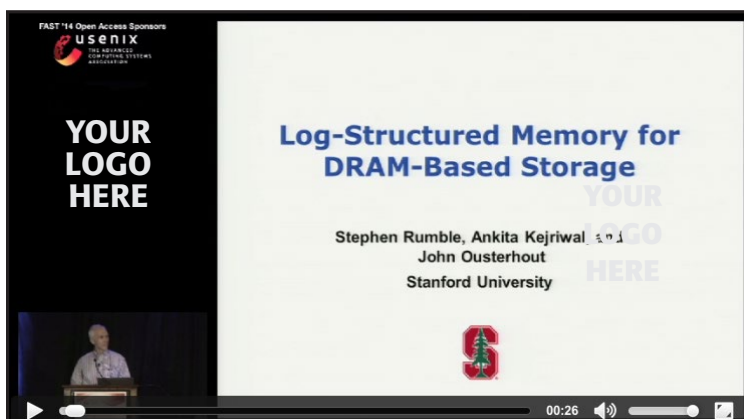 FAST '14 Open Access Sponsors
usenix
THE ADVANCED
COMPUTING SYSTEMS
ASSOCIATION
YOUR
LOGO
HERE
Log-Structured Memory for
DRAM-Based Storage
YOUR
LOGO
HERE
Stephen Rumble, Ankita Kejriwal, and
John Ousterhout
Stanford University
S
00:26